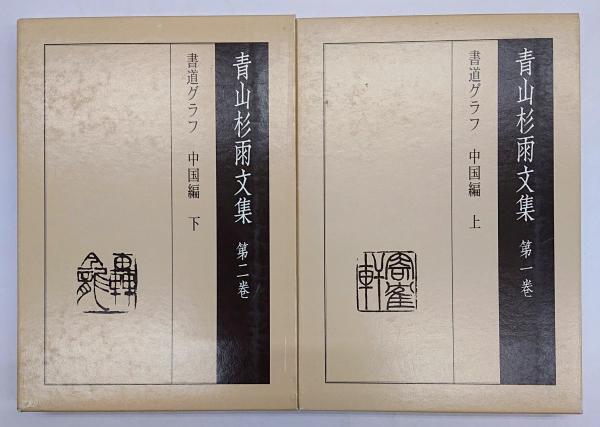 青山杉雨文集 第一巻
書道グラフ 中国編 上
青山杉雨文集 第二巻
書道グラフ 中国編 下